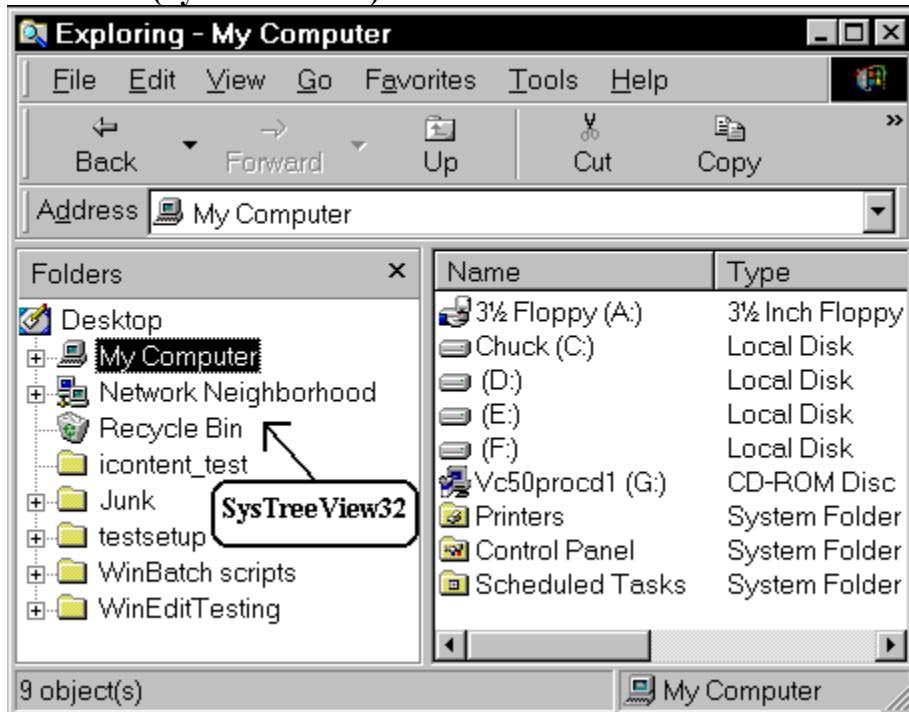 Exploring - My Computer
File Edit View Go Favorites Tools Help
Back Forward Up Cut Copy »
Address My Computer
Folders × Name Type
Desktop
My Computer
Network Neighborhood
Recycle Bin
icontent_test
Junk
testsetup
WinBatch scripts
WinEditTesting
SysTreeView32
3½ Floppy (A:) 3½ Inch Floppy
Chuck (C:) Local Disk
(D:) Local Disk
(E:) Local Disk
(F:) Local Disk
Vc50procd1 (G:) CD-ROM Disc
Printers System Folder
Control Panel System Folder
Scheduled Tasks System Folder
9 object(s) My Computer